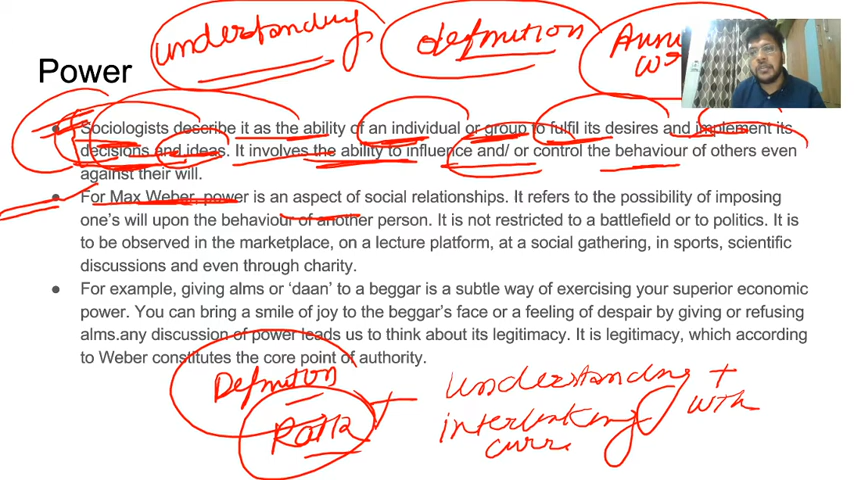 understanding definition
Power
• Sociologists describe it as the ability of an individual or group to fulfil its desires and implement its
decisions and ideas. It involves the ability to influence and/ or control the behaviour of others even
against their will.
• For Max Weber, power is an aspect of social relationships. It refers to the possibility of imposing
one's will upon the behaviour of another person. It is not restricted to a battlefield or to politics. It is
to be observed in the marketplace, on a lecture platform, at a social gathering, in sports, scientific
discussions and even through charity.
• For example, giving alms or 'daan' to a beggar is a subtle way of exercising your superior economic
power. You can bring a smile of joy to the beggar's face or a feeling of despair by giving or refusing
alms.any discussion of power leads us to think about its legitimacy. It is legitimacy, which according
to Weber constitutes the core point of authority.
Definition + understanding +
interlinking with